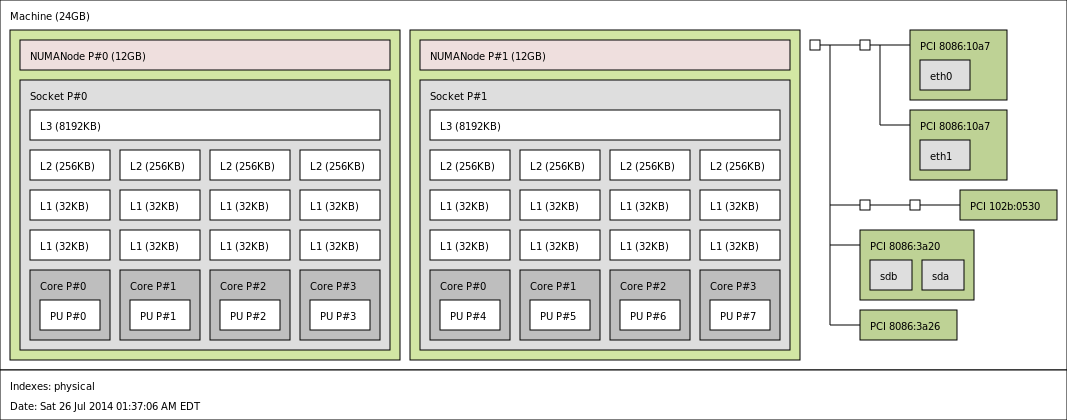 Machine (24GB)
NUMANode P#0 (12GB)
Socket P#0
L3 (8192KB)
L2 (256KB) L2 (256KB) L2 (256KB) L2 (256KB)
L1 (32KB) L1 (32KB) L1 (32KB) L1 (32KB)
L1 (32KB) L1 (32KB) L1 (32KB) L1 (32KB)
Core P#0 Core P#1 Core P#2 Core P#3
PU P#0 PU P#1 PU P#2 PU P#3
NUMANode P#1 (12GB)
Socket P#1
L3 (8192KB)
L2 (256KB) L2 (256KB) L2 (256KB) L2 (256KB)
L1 (32KB) L1 (32KB) L1 (32KB) L1 (32KB)
L1 (32KB) L1 (32KB) L1 (32KB) L1 (32KB)
Core P#0 Core P#1 Core P#2 Core P#3
PU P#4 PU P#5 PU P#6 PU P#7
PCI 8086:10a7
eth0
PCI 8086:10a7
eth1
PCI 102b:0530
PCI 8086:3a20
sdb sda
PCI 8086:3a26
Indexes: physical
Date: Sat 26 Jul 2014 01:37:06 AM EDT